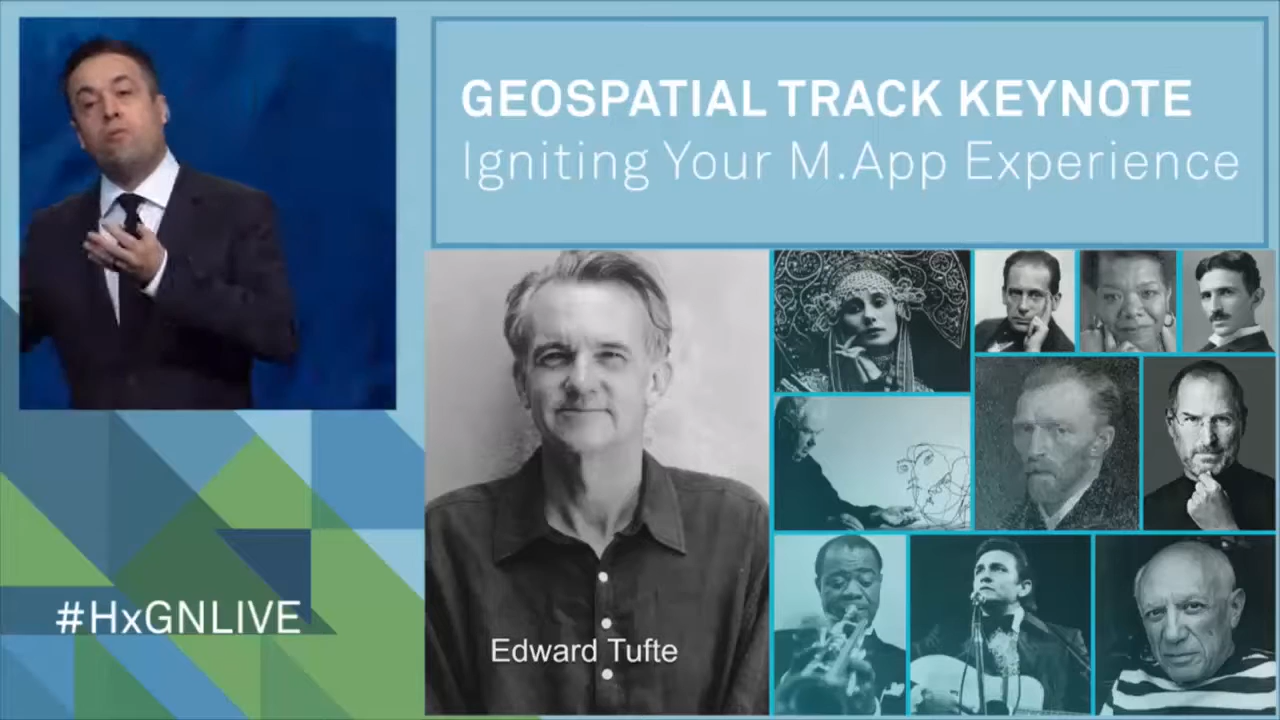 GEOSPATIAL TRACK KEYNOTE
Igniting Your M.App Experience
Edward Tufte
#HxGNLIVE